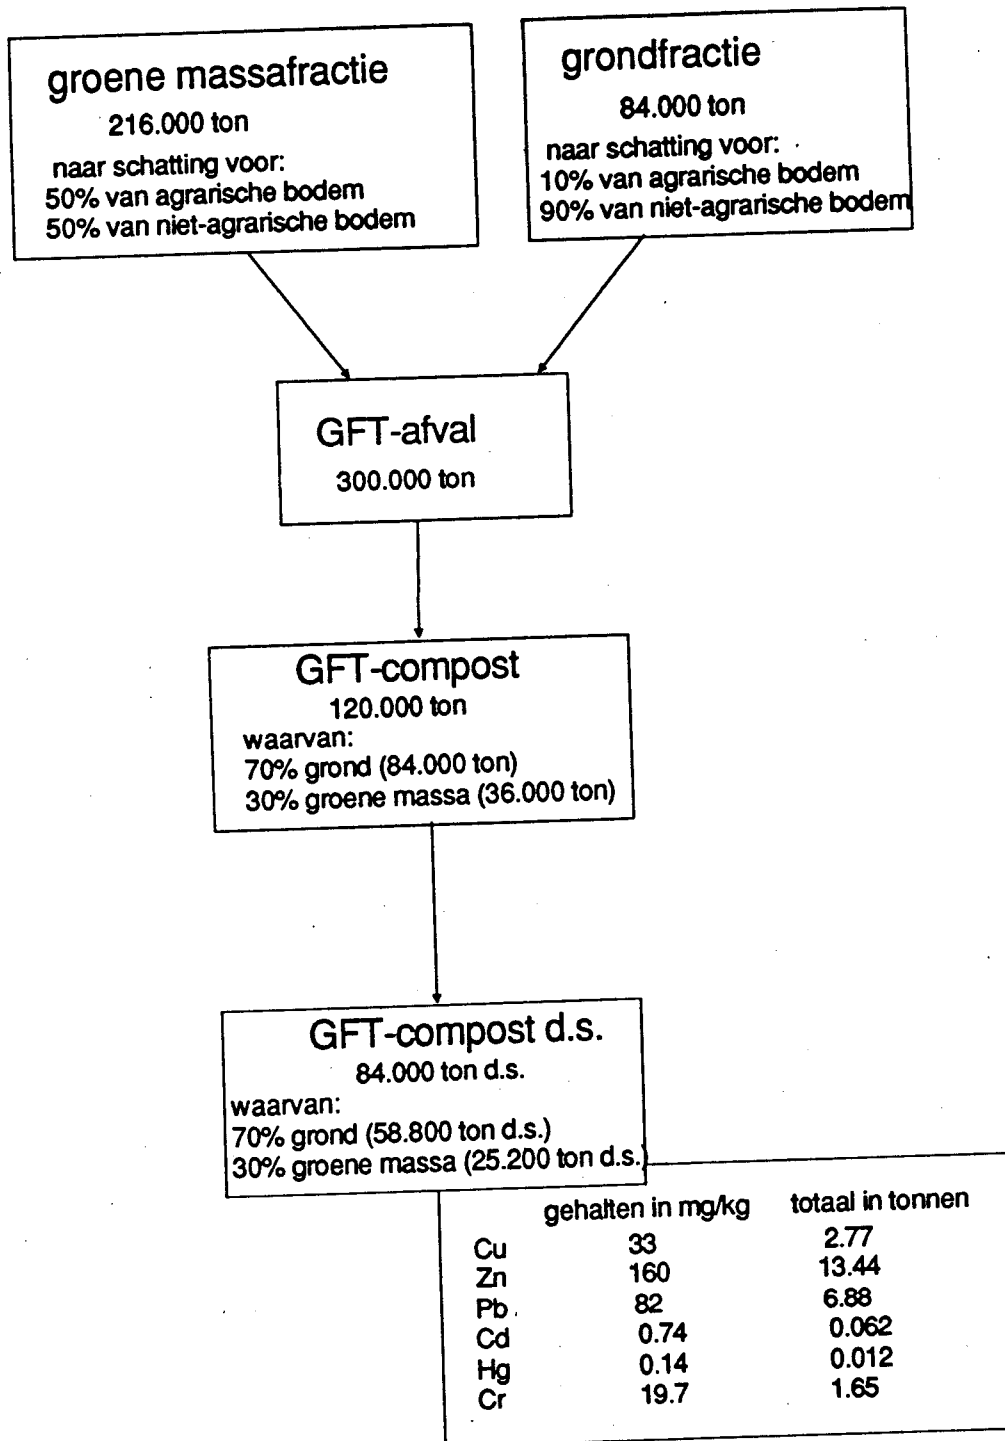 groene massafractie
216.000 ton
naar schatting voor:
50% van agrarische bodem
50% van niet-agrarische bodem
grondfractie
84.000 ton
naar schatting voor:
10% van agrarische bodem
90% van niet-agrarische bodem
GFT-afval
300.000 ton
GFT-compost
120.000 ton
waarvan:
70% grond (84.000 ton)
30% groene massa (36.000 ton)
GFT-compost d.s.
84.000 ton d.s.
waarvan:
70% grond (58.800 ton d.s.)
30% groene massa (25.200 ton d.s.)
gehalten in mg/kg totaal in tonnen
Cu 33 2.77
Zn 160 13.44
Pb 82 6.88
Cd 0.74 0.062
Hg 0.14 0.012
Cr 19.7 1.65